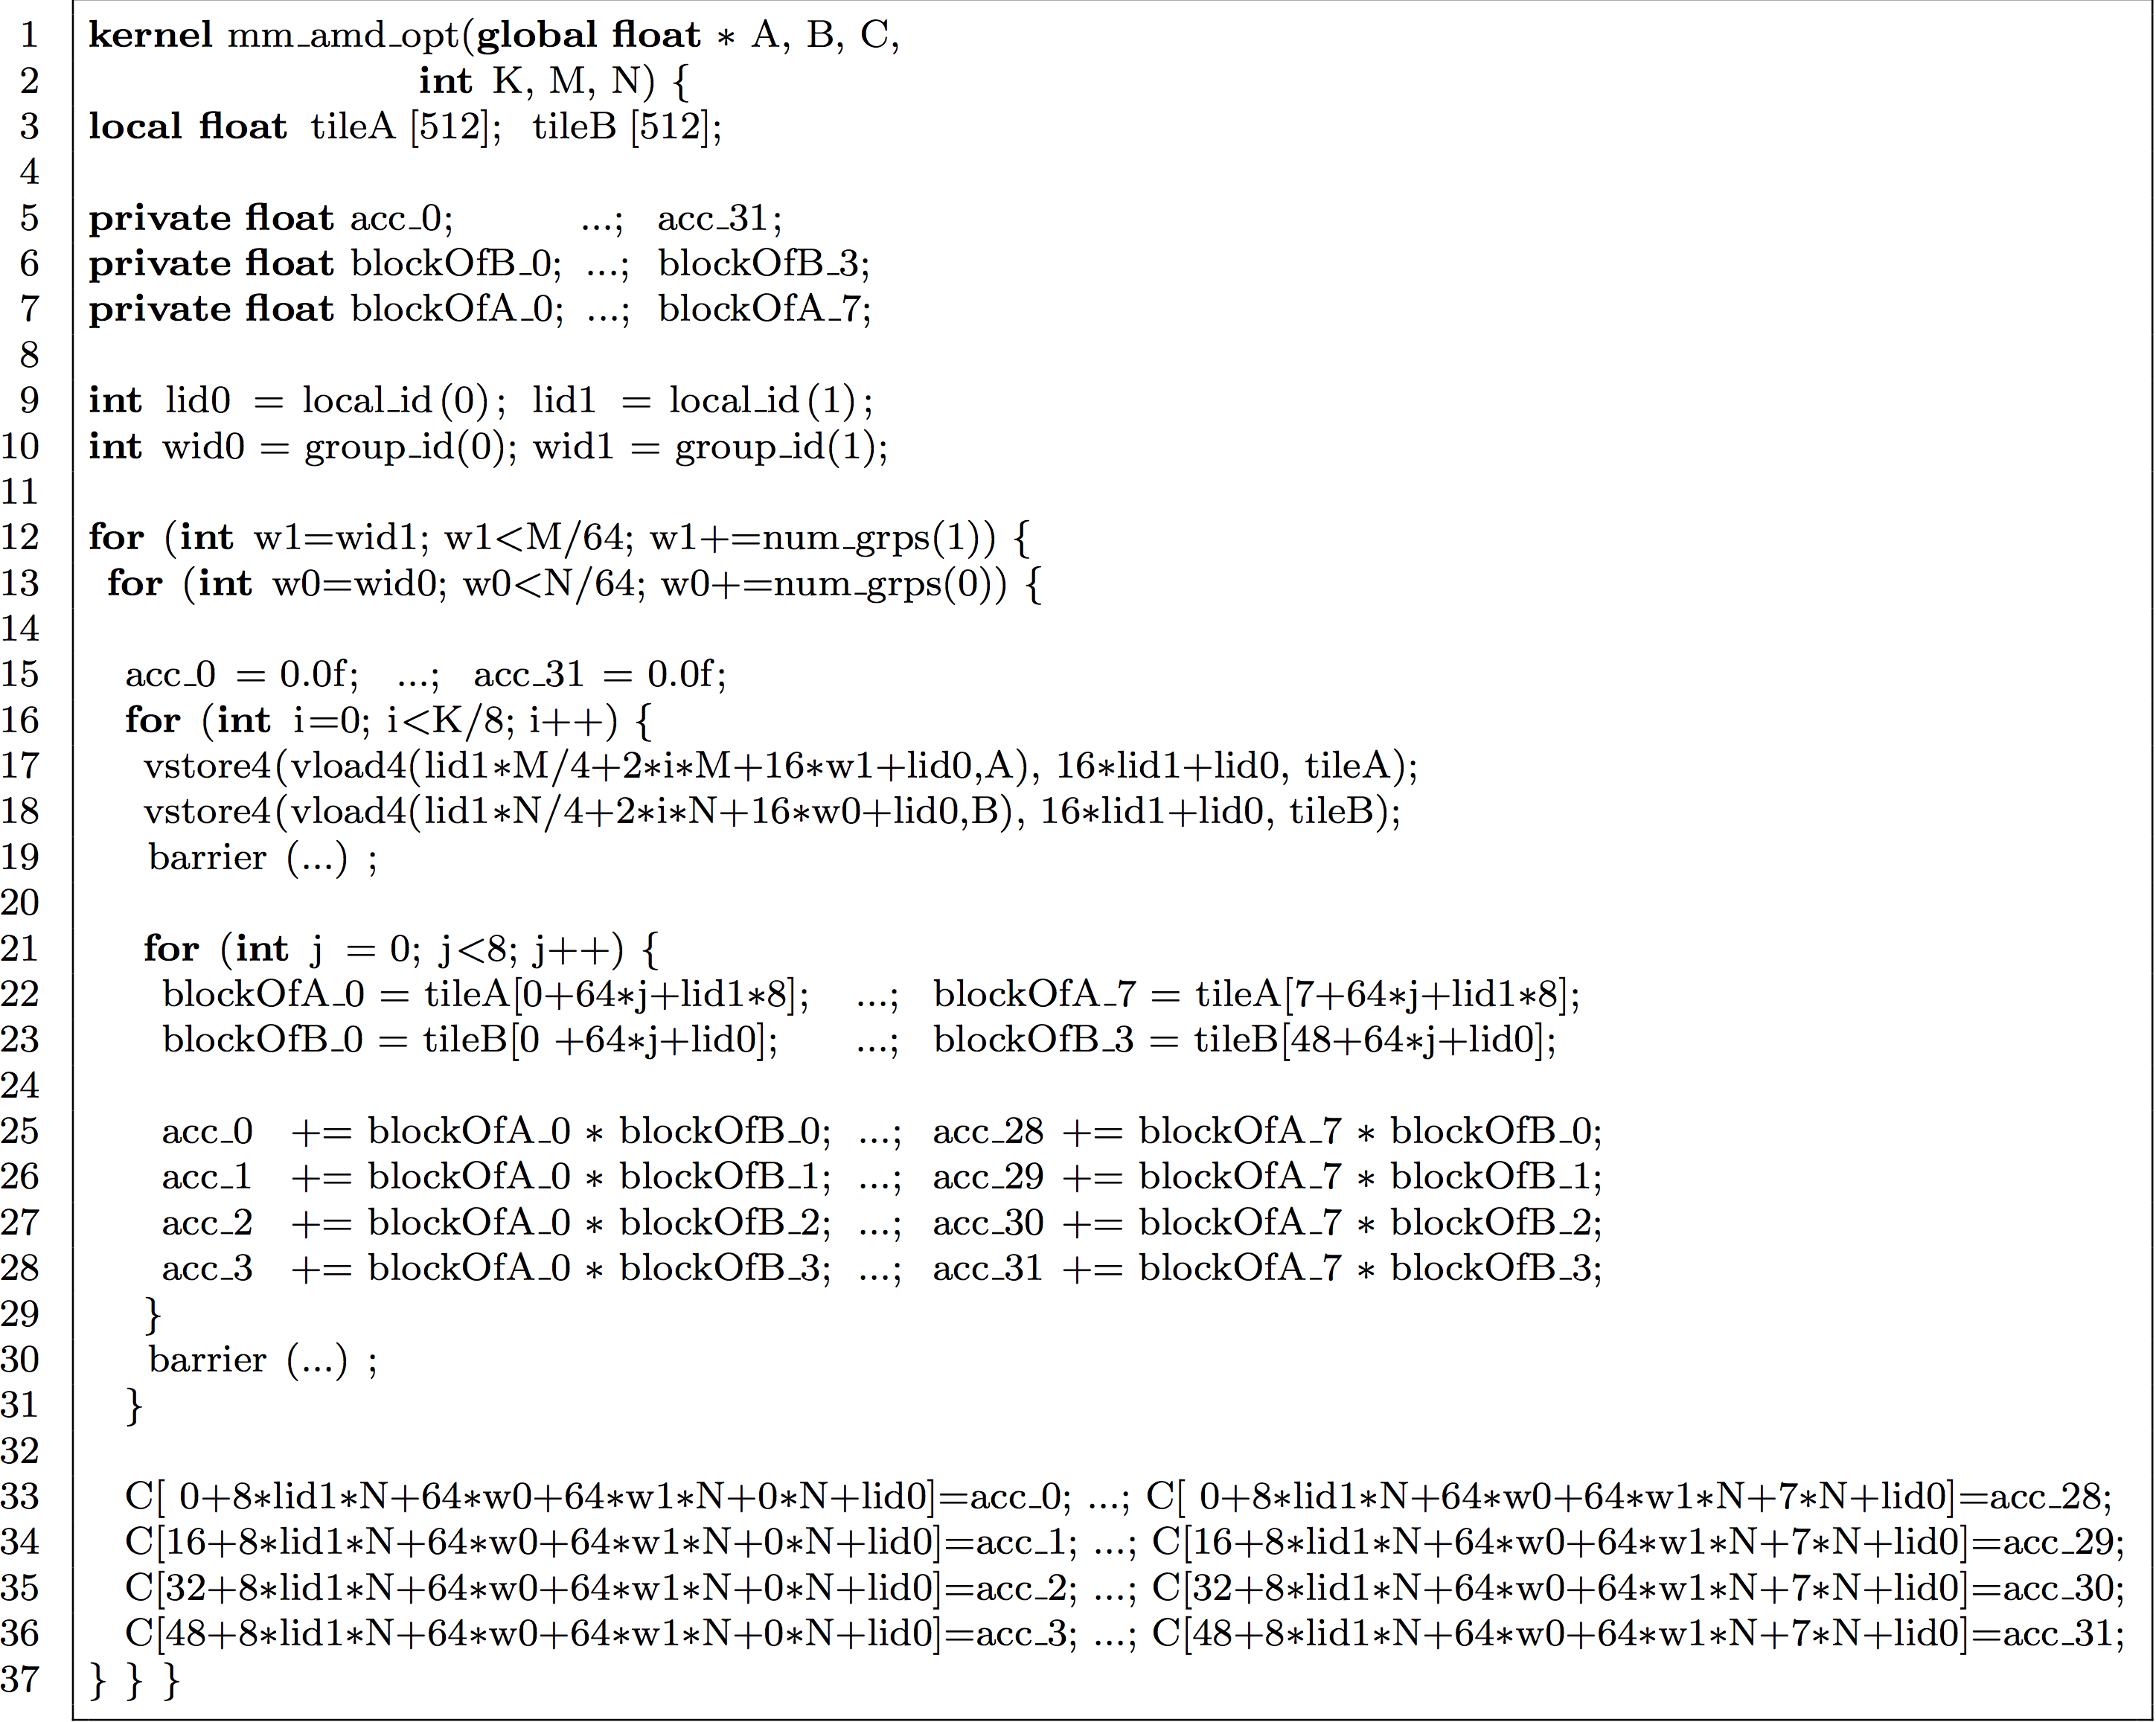 1 kernel mm_amd_opt(global float * A, B, C,
2 int K, M, N) {
3 local float tileA [512]; tileB [512];
4
5 private float acc_0; ...; acc_31;
6 private float blockOfB_0; ...; blockOfB_3;
7 private float blockOfA_0; ...; blockOfA_7;
8
9 int lid0 = local_id(0); lid1 = local_id(1);
10 int wid0 = group_id(0); wid1 = group_id(1);
11
12 for (int w1=wid1; w1<M/64; w1+=num_grps(1)) {
13 for (int w0=wid0; w0<N/64; w0+=num_grps(0)) {
14
15 acc_0 = 0.0f; ...; acc_31 = 0.0f;
16 for (int i=0; i<K/8; i++) {
17 vstore4(vload4(lid1*M/4+2*i*M+16*w1+lid0,A), 16*lid1+lid0, tileA);
18 vstore4(vload4(lid1*N/4+2*i*N+16*w0+lid0,B), 16*lid1+lid0, tileB);
19 barrier (...) ;
20
21 for (int j = 0; j<8; j++) {
22 blockOfA_0 = tileA[0+64*j+lid1*8]; ...; blockOfA_7 = tileA[7+64*j+lid1*8];
23 blockOfB_0 = tileB[0 +64*j+lid0]; ...; blockOfB_3 = tileB[48+64*j+lid0];
24
25 acc_0 += blockOfA_0 * blockOfB_0; ...; acc_28 += blockOfA_7 * blockOfB_0;
26 acc_1 += blockOfA_0 * blockOfB_1; ...; acc_29 += blockOfA_7 * blockOfB_1;
27 acc_2 += blockOfA_0 * blockOfB_2; ...; acc_30 += blockOfA_7 * blockOfB_2;
28 acc_3 += blockOfA_0 * blockOfB_3; ...; acc_31 += blockOfA_7 * blockOfB_3;
29 }
30 barrier (...) ;
31 }
32
33 C[ 0+8*lid1*N+64*w0+64*w1*N+0*N+lid0]=acc_0; ...; C[ 0+8*lid1*N+64*w0+64*w1*N+7*N+lid0]=acc_28;
34 C[16+8*lid1*N+64*w0+64*w1*N+0*N+lid0]=acc_1; ...; C[16+8*lid1*N+64*w0+64*w1*N+7*N+lid0]=acc_29;
35 C[32+8*lid1*N+64*w0+64*w1*N+0*N+lid0]=acc_2; ...; C[32+8*lid1*N+64*w0+64*w1*N+7*N+lid0]=acc_30;
36 C[48+8*lid1*N+64*w0+64*w1*N+0*N+lid0]=acc_3; ...; C[48+8*lid1*N+64*w0+64*w1*N+7*N+lid0]=acc_31;
37 } } }